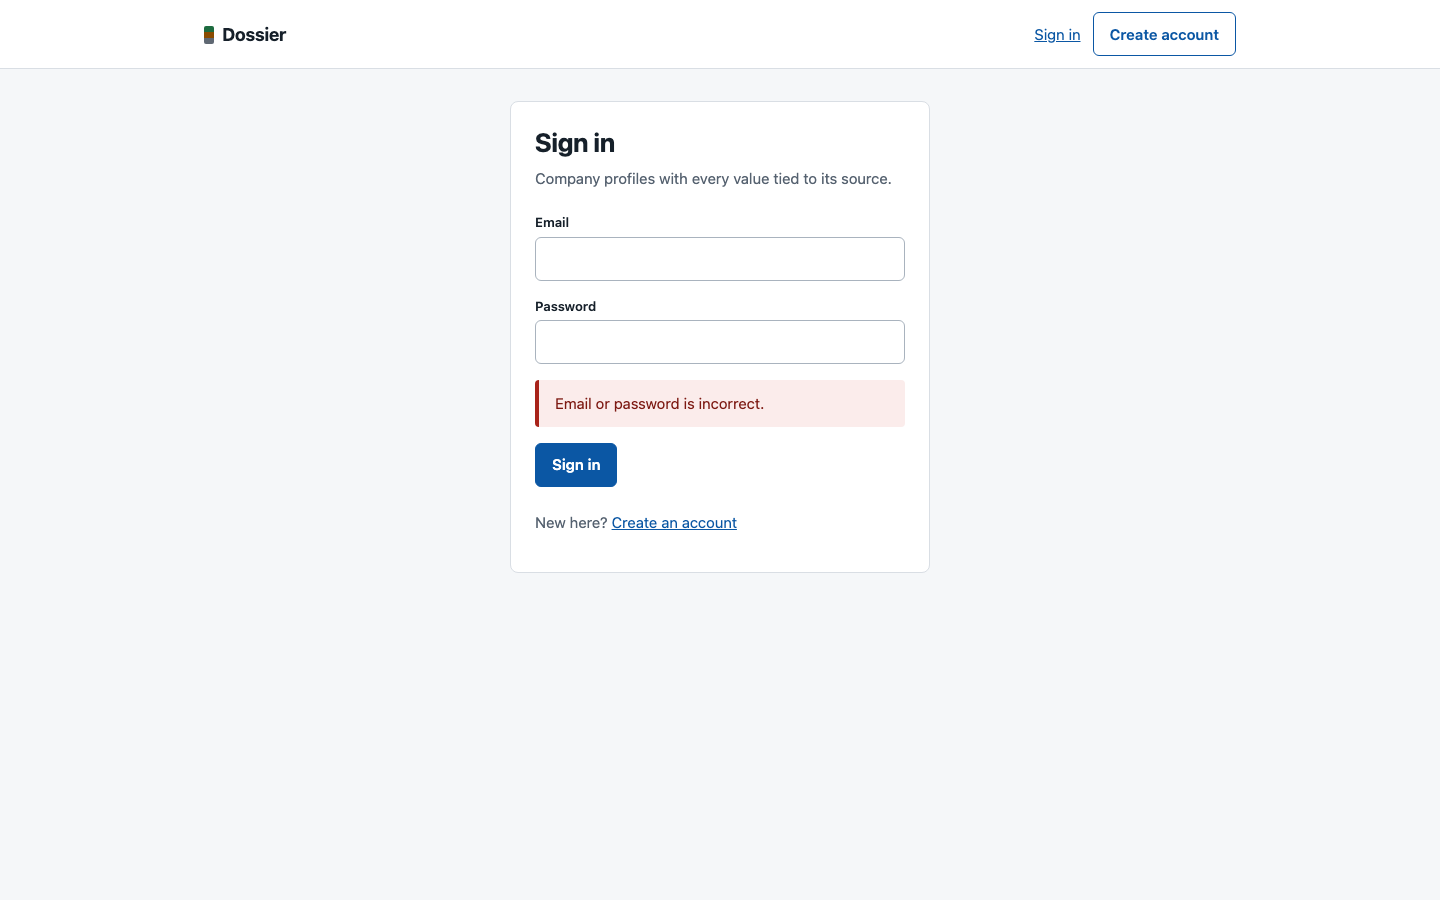 Dossier
Sign in
Create account
Sign in
Company profiles with every value tied to its source.
Email
Password
Email or password is incorrect.
Sign in
New here? Create an account